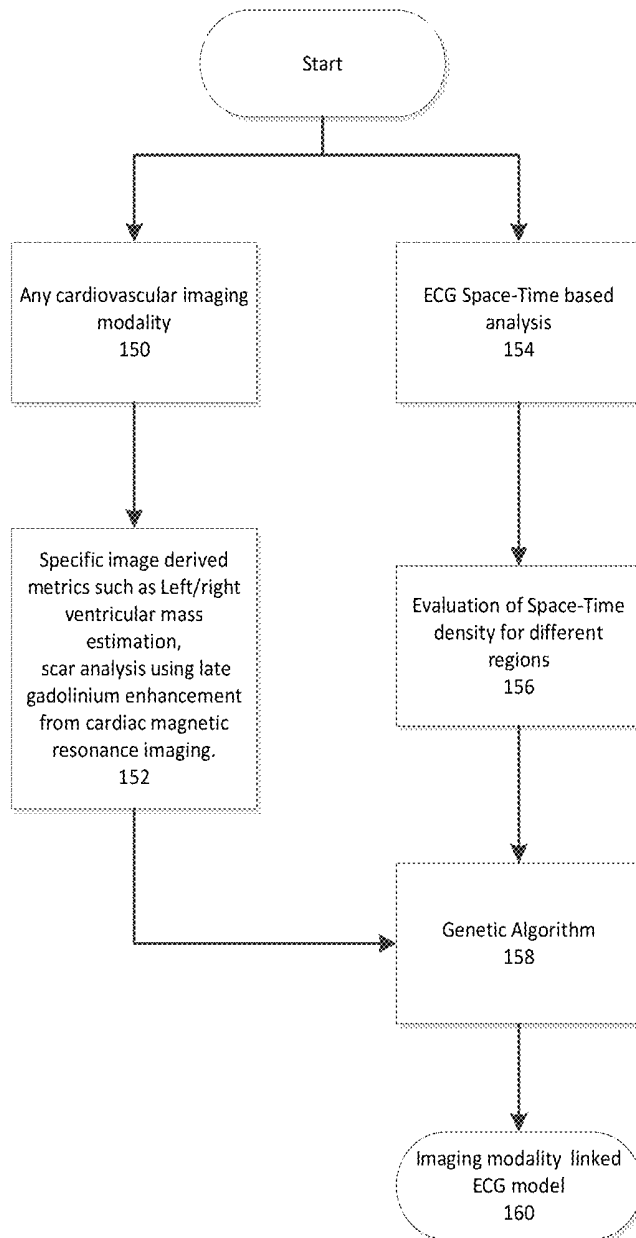 Start
Any cardiovascular imaging
modality
150
ECG Space-Time based
analysis
154
Specific image derived
metrics such as Left/right
ventricular mass
estimation,
scar analysis using late
gadolinium enhancement
from cardiac magnetic
resonance imaging.
152
Evaluation of Space-Time
density for different
regions
156
Genetic Algorithm
158
Imaging modality linked
ECG model
160